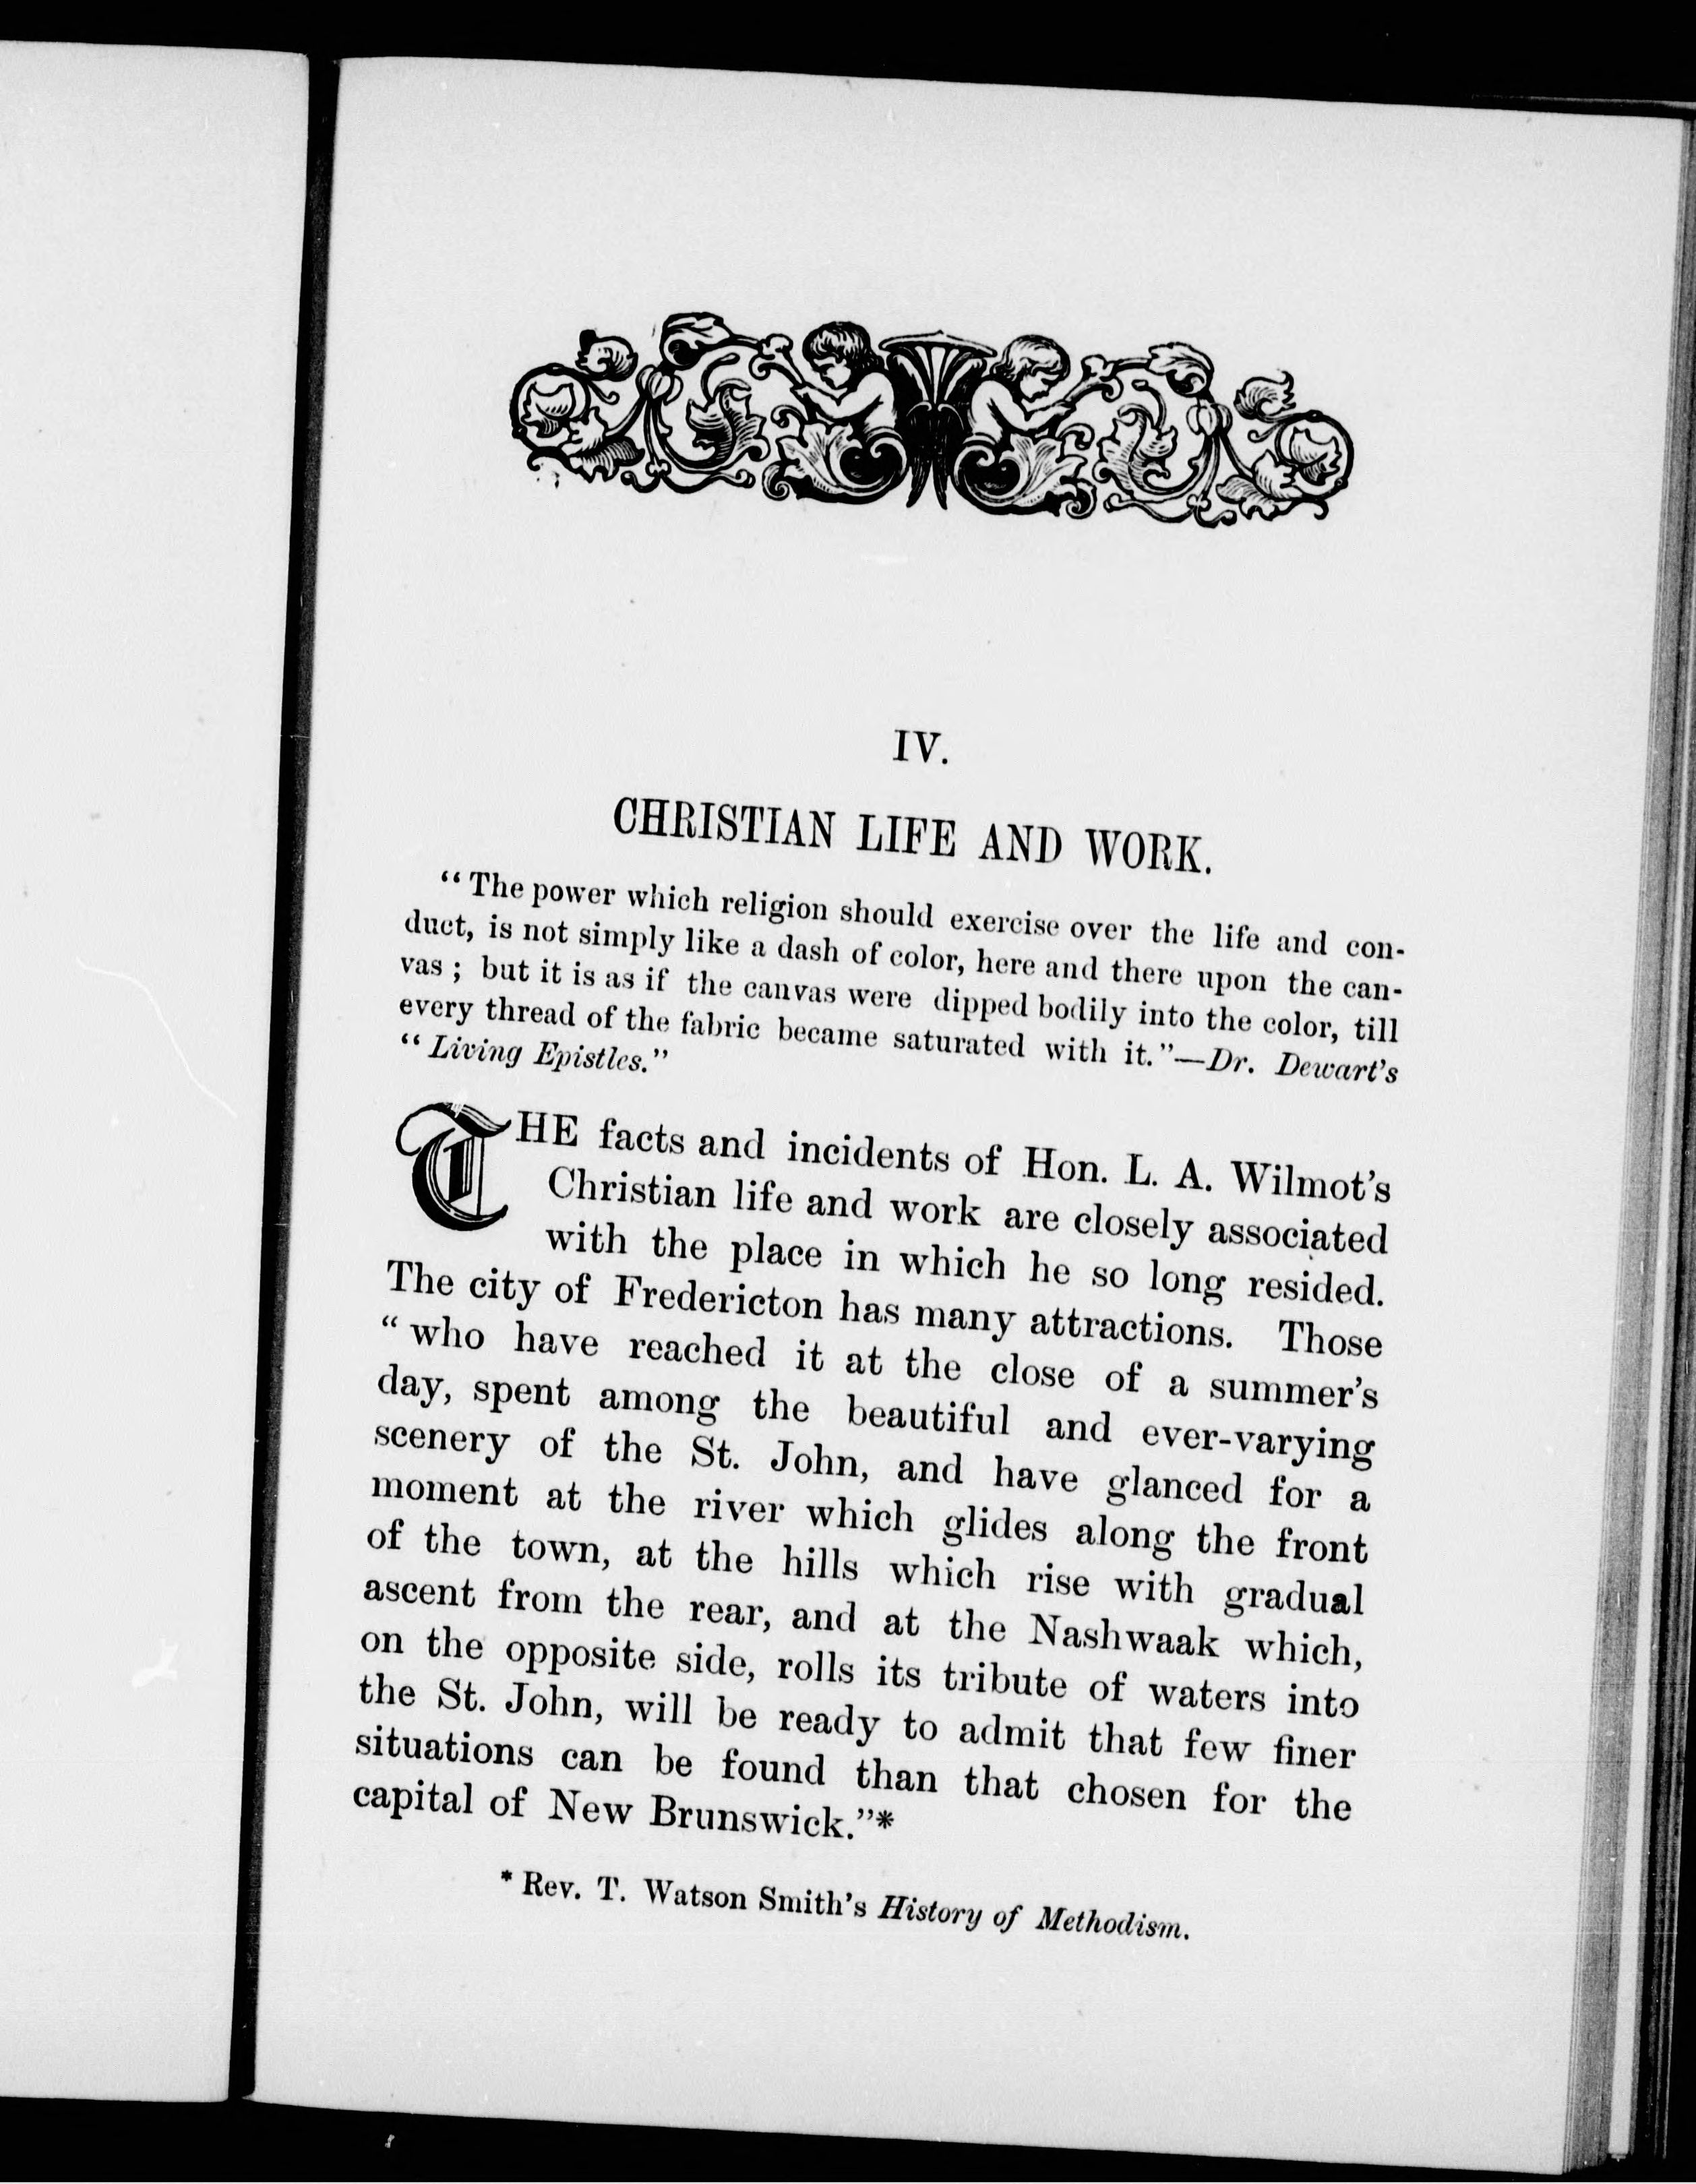 IV.
CHRISTIAN LIFE AND WORK.
“The power which religion should exercise over the life and con-
duct, is not simply like a dash of color, here and there upon the can-
vas ; but it is as if the canvas were dipped bodily into the color, till
every thread of the fabric became saturated with it.”—Dr. Dewart’s
“Living Epistles.”
THE facts and incidents of Hon. L. A. Wilmot’s
Christian life and work are closely associated
with the place in which he so long resided.
The city of Fredericton has many attractions. Those
“who have reached it at the close of a summer’s
day, spent among the beautiful and ever-varying
scenery of the St. John, and have glanced for a
moment at the river which glides along the front
of the town, at the hills which rise with gradual
ascent from the rear, and at the Nashwaak which,
on the opposite side, rolls its tribute of waters into
the St. John, will be ready to admit that few finer
situations can be found than that chosen for the
capital of New Brunswick.”*
* Rev. T. Watson Smith’s History of Methodism.